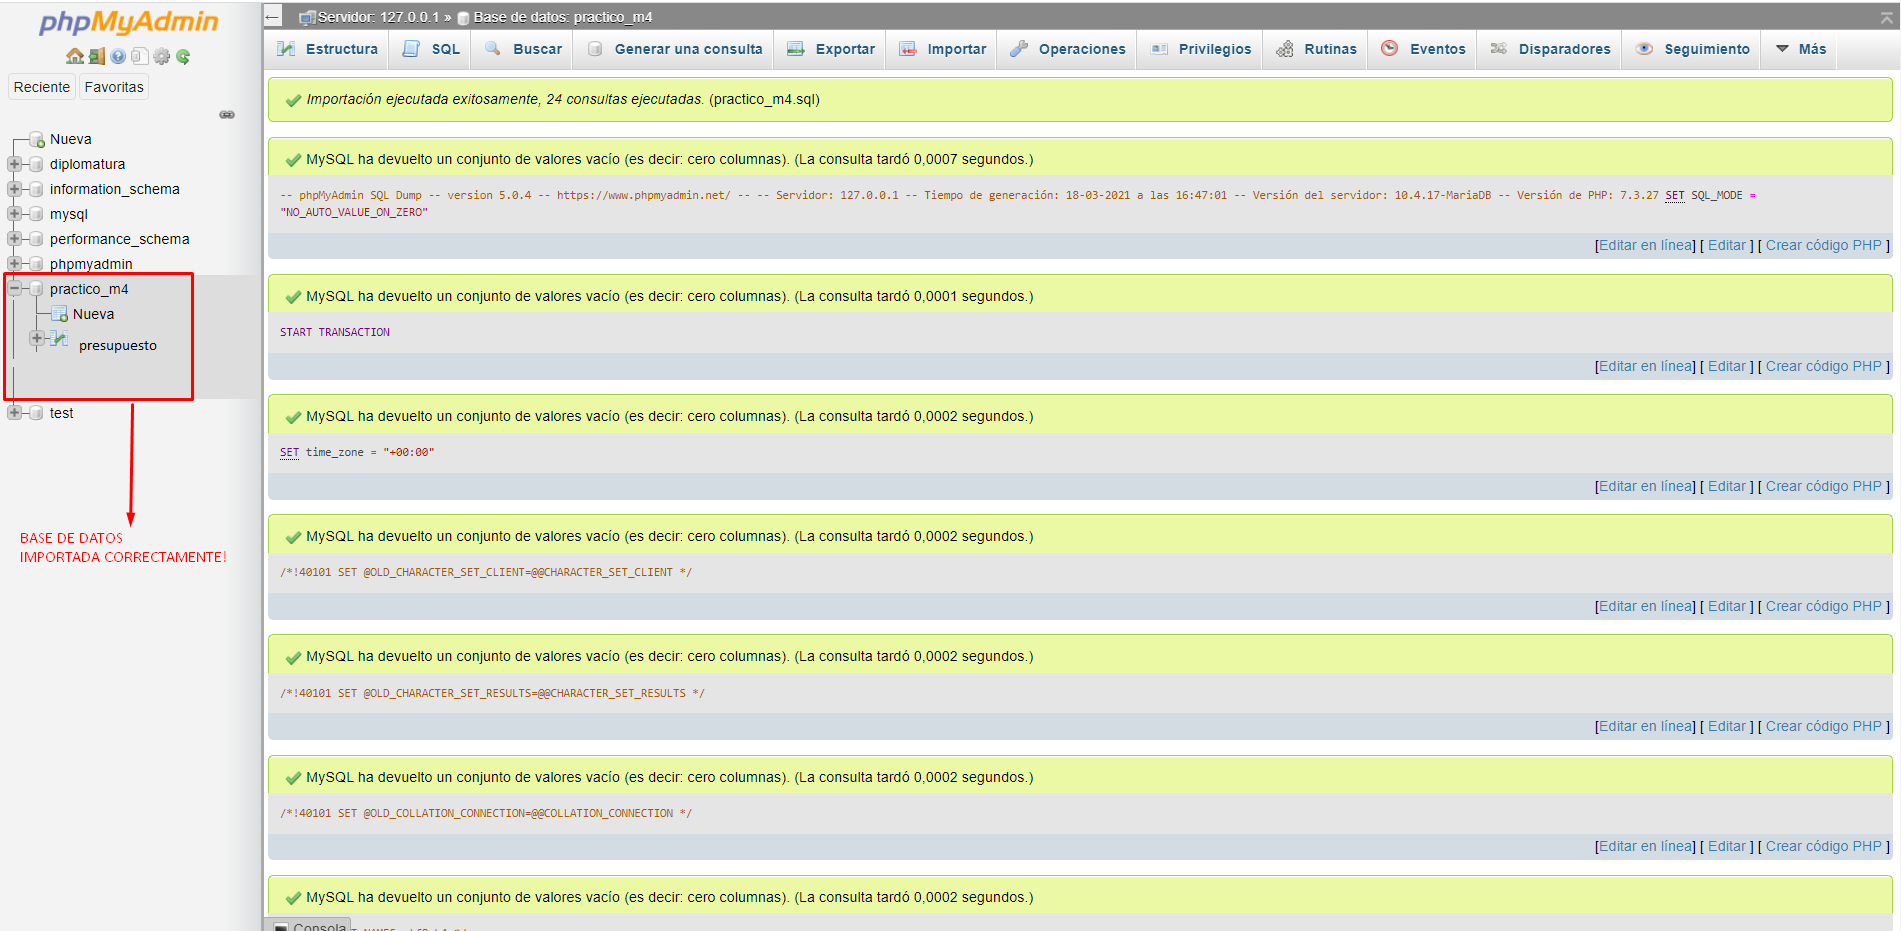 phpMyAdmin
Reciente Favoritas
Nueva
diplomatura
information_schema
mysql
performance_schema
phpmyadmin
practico_m4
Nueva
presupuesto
test
BASE DE DATOS
IMPORTADA CORRECTAMENTE!
Servidor: 127.0.0.1 » Base de datos: practico_m4
Estructura SQL Buscar Generar una consulta Exportar Importar Operaciones Privilegios Rutinas Eventos Disparadores Seguimiento Más
Importación ejecutada exitosamente, 24 consultas ejecutadas. (practico_m4.sql)
MySQL ha devuelto un conjunto de valores vacío (es decir: cero columnas). (La consulta tardó 0,0007 segundos.)
-- phpMyAdmin SQL Dump -- version 5.0.4 -- https://www.phpmyadmin.net/ -- -- Servidor: 127.0.0.1 -- Tiempo de generación: 18-03-2021 a las 16:47:01 -- Versión del servidor: 10.4.17-MariaDB -- Versión de PHP: 7.3.27 SET SQL_MODE =
"NO_AUTO_VALUE_ON_ZERO"
[Editar en línea] [ Editar ] [ Crear código PHP ]
MySQL ha devuelto un conjunto de valores vacío (es decir: cero columnas). (La consulta tardó 0,0001 segundos.)
START TRANSACTION
[Editar en línea] [ Editar ] [ Crear código PHP ]
MySQL ha devuelto un conjunto de valores vacío (es decir: cero columnas). (La consulta tardó 0,0002 segundos.)
SET time_zone = "+00:00"
[Editar en línea] [ Editar ] [ Crear código PHP ]
MySQL ha devuelto un conjunto de valores vacío (es decir: cero columnas). (La consulta tardó 0,0002 segundos.)
/*!40101 SET @OLD_CHARACTER_SET_CLIENT=@@CHARACTER_SET_CLIENT */
[Editar en línea] [ Editar ] [ Crear código PHP ]
MySQL ha devuelto un conjunto de valores vacío (es decir: cero columnas). (La consulta tardó 0,0002 segundos.)
/*!40101 SET @OLD_CHARACTER_SET_RESULTS=@@CHARACTER_SET_RESULTS */
[Editar en línea] [ Editar ] [ Crear código PHP ]
MySQL ha devuelto un conjunto de valores vacío (es decir: cero columnas). (La consulta tardó 0,0002 segundos.)
/*!40101 SET @OLD_COLLATION_CONNECTION=@@COLLATION_CONNECTION */
[Editar en línea] [ Editar ] [ Crear código PHP ]
MySQL ha devuelto un conjunto de valores vacío (es decir: cero columnas). (La consulta tardó 0,0002 segundos.)
Consola